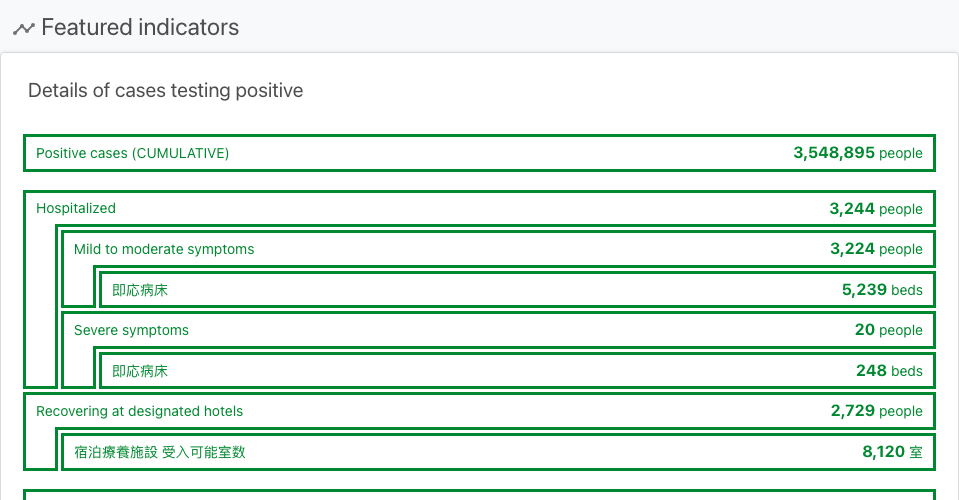 Featured indicators
Details of cases testing positive
Positive cases (CUMULATIVE) 3,548,895 people
Hospitalized 3,244 people
Mild to moderate symptoms 3,224 people
即応病床 5,239 beds
Severe symptoms 20 people
即応病床 248 beds
Recovering at designated hotels 2,729 people
宿泊療養施設 受入可能室数 8,120 室